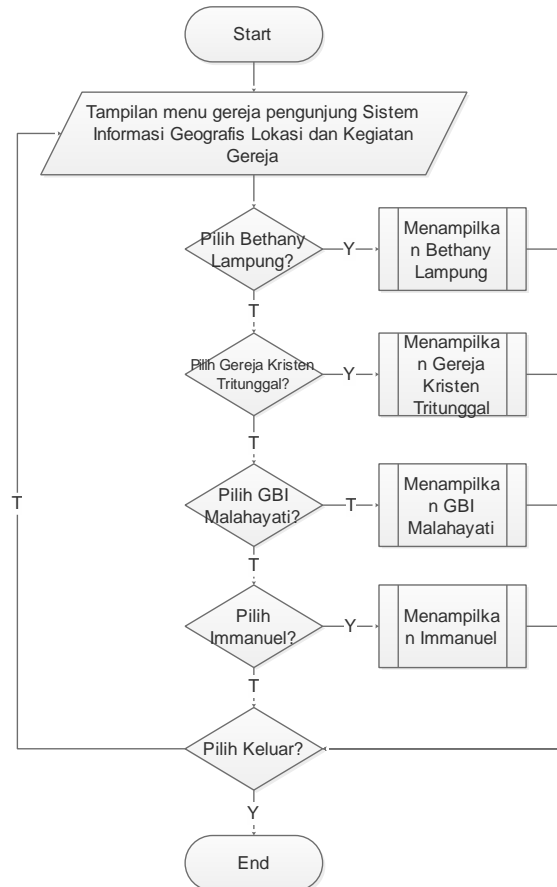 Start
Tampilan menu gereja pengunjung Sistem
Informasi Geografis Lokasi dan Kegiatan
Gereja
Pilih Bethany
Lampung?
Y
Menampilka
n Bethany
Lampung
T
Pilih Gereja Kristen
Tritunggal?
Y
Menampilka
n Gereja
Kristen
Tritunggal
T
Pilih GBI
Malahayati?
T
Menampilka
n GBI
Malahayati
T
T
Pilih
Immanuel?
Y
Menampilka
n Immanuel
T
Pilih Keluar?
Y
End